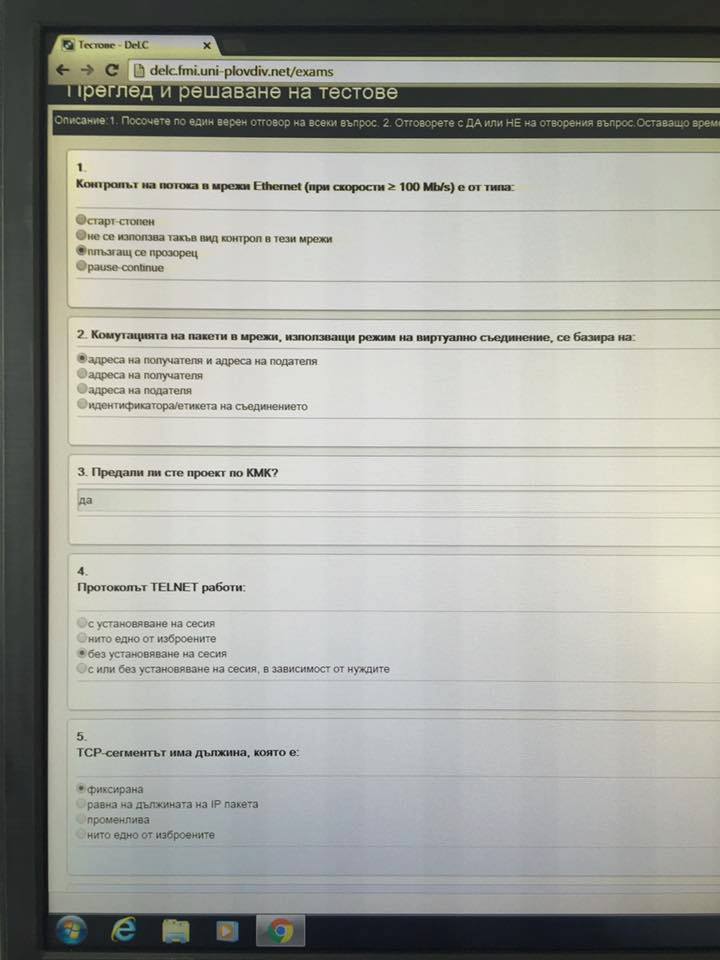 Тестове - DeLC
delc.fmi.uni-plovdiv.net/exams
Преглед и решаване на тестове
Описание:1. Посочете по един верен отговор на всеки въпрос. 2. Отговорете с ДА или НЕ на отворения въпрос.Оставащо
1.
Контролът на потока в мрежи Ethernet (при скорости ≥ 100 Mb/s) е от типа:
старт-стопен
не се използва такъв вид контрол в тези мрежи
плъзгащ се прозорец
pause-continue
2. Комутацията на пакети в мрежи, използващи режим на виртуално съединение, се базира на:
адреса на получателя и адреса на подателя
адреса на получателя
адреса на подателя
идентификатора/етикета на съединението
3. Предали ли сте проект по КМК?
да
4.
Протоколът TELNET работи:
с установяване на сесия
нито едно от изброените
без установяване на сесия
с или без установяване на сесия, в зависимост от нуждите
5.
TCP-сегментът има дължина, която е:
фиксирана
равна на дължината на IP пакета
променлива
нито едно от изброените